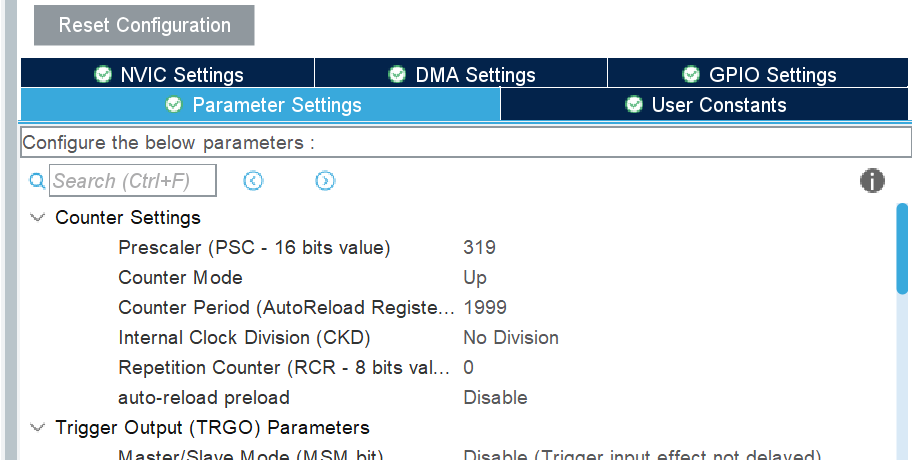 Reset Configuration
NVIC Settings DMA Settings GPIO Settings
Parameter Settings User Constants
Configure the below parameters :
Search (Ctrl+F)
Counter Settings
Prescaler (PSC - 16 bits value) 319
Counter Mode Up
Counter Period (AutoReload Registe... 1999
Internal Clock Division (CKD) No Division
Repetition Counter (RCR - 8 bits val... 0
auto-reload preload Disable
Trigger Output (TRGO) Parameters
Master/Slave Mode (MSM bit) Disable (Trigger input effect not delayed)